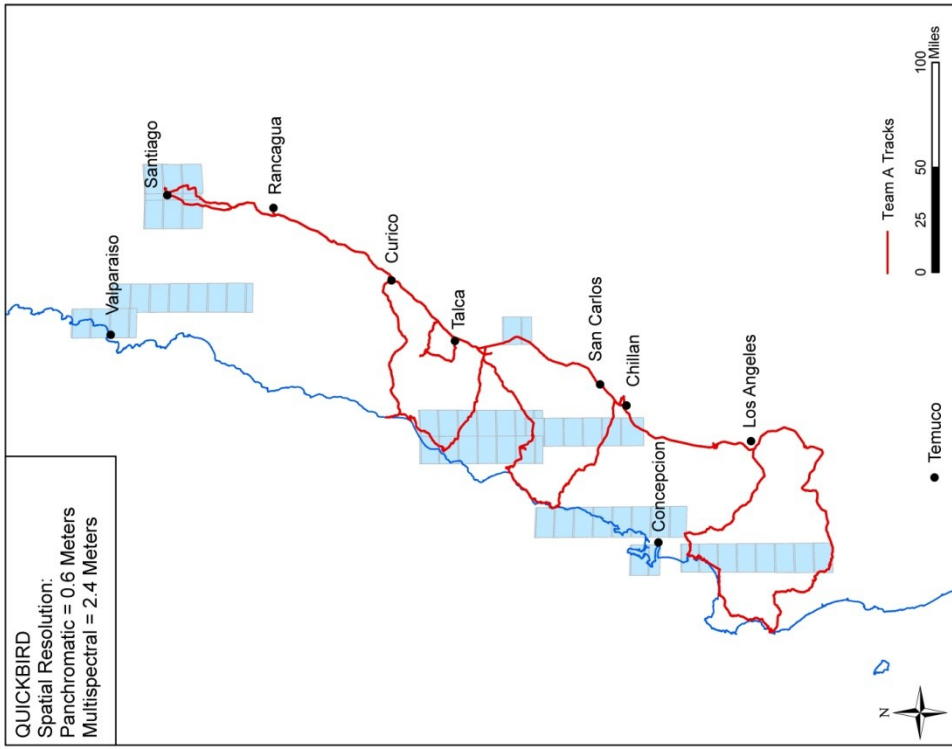 QUICKBIRD
Spatial Resolution:
Panchromatic = 0.6 Meters
Multispectral = 2.4 Meters
Valparaiso
Santiago
Rancagua
Curico
Talca
San Carlos
Chillan
Concepcion
Los Angeles
Temuco
Team A Tracks
0 25 50 100
Miles
N